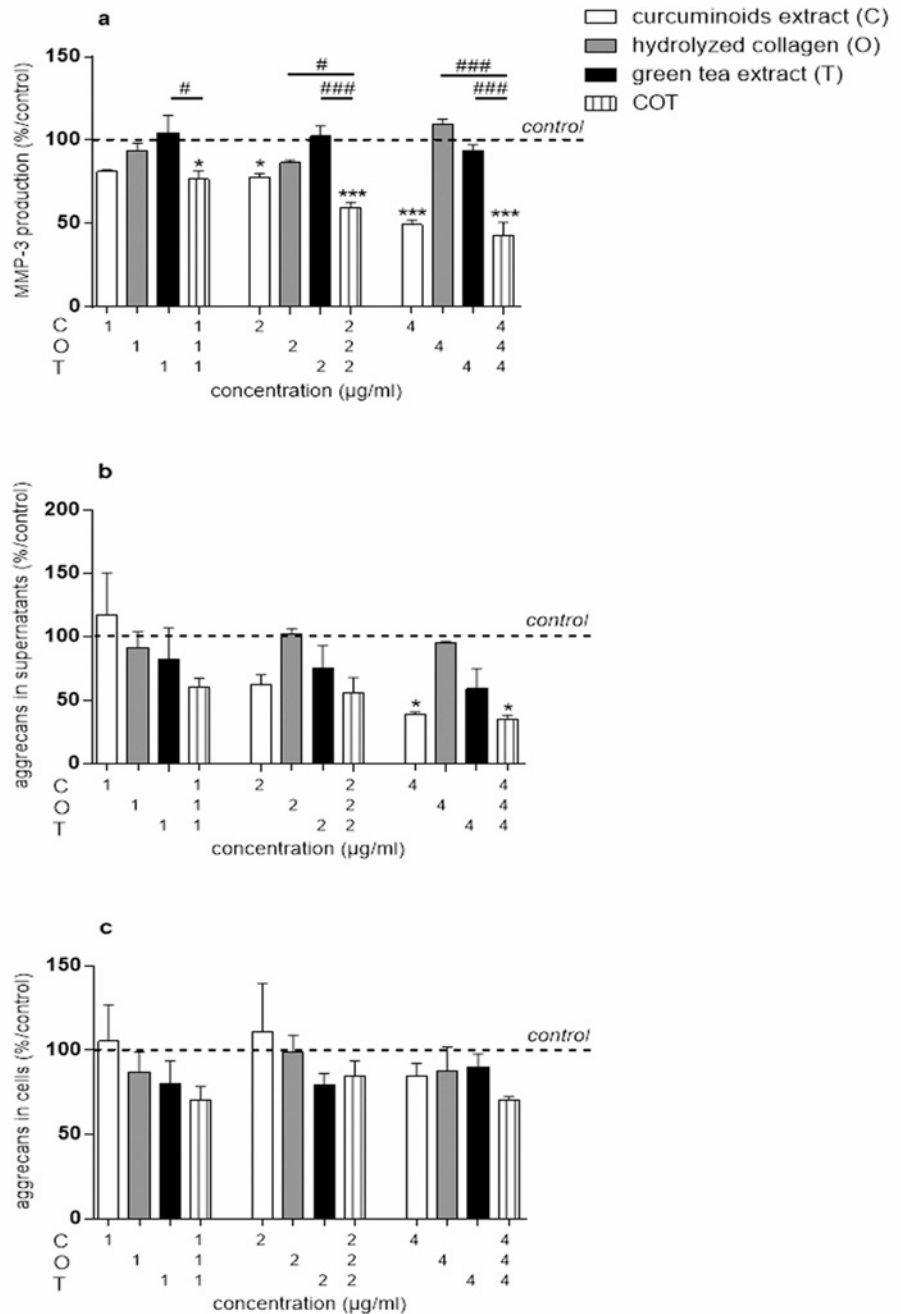 a
curcuminoids extract (C)
hydrolyzed collagen (O)
green tea extract (T)
COT
MMP-3 production (%/control)
150
100
50
0
# ###
# ### ###
control
* * *** *** ***
C 1 1 2 2 4 4
O 1 1 2 2 4 4
T 1 1 2 2 4 4
concentration (µg/ml)
b
aggrecans in supernatants (%/control)
200
150
100
50
0
control
* *
C 1 1 2 2 4 4
O 1 1 2 2 4 4
T 1 1 2 2 4 4
concentration (µg/ml)
c
aggrecans in cells (%/control)
150
100
50
0
control
C 1 1 2 2 4 4
O 1 1 2 2 4 4
T 1 1 2 2 4 4
concentration (µg/ml)